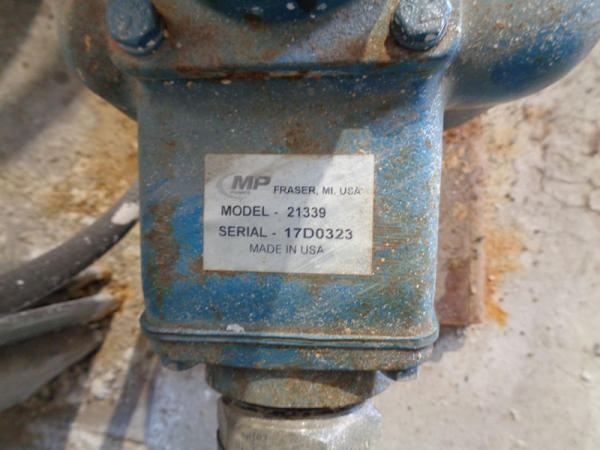 MP FRASER, MI. USA
MODEL - 21339
SERIAL - 17D0323
MADE IN USA